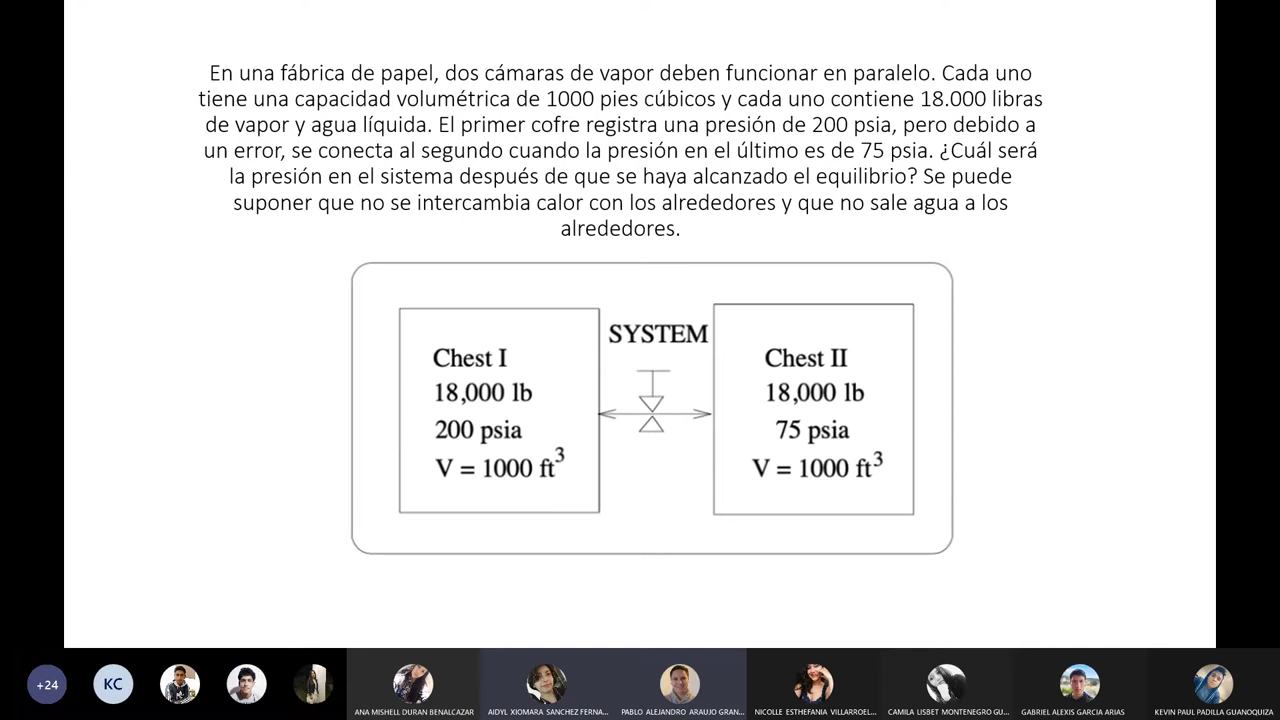 En una fábrica de papel, dos cámaras de vapor deben funcionar en paralelo. Cada uno
tiene una capacidad volumétrica de 1000 pies cúbicos y cada uno contiene 18.000 libras
de vapor y agua líquida. El primer cofre registra una presión de 200 psia, pero debido a
un error, se conecta al segundo cuando la presión en el último es de 75 psia. ¿Cuál será
la presión en el sistema después de que se haya alcanzado el equilibrio? Se puede
suponer que no se intercambia calor con los alrededores y que no sale agua a los
alrededores.
SYSTEM
Chest I
18,000 lb
200 psia
V = 1000 ft³
Chest II
18,000 lb
75 psia
V = 1000 ft³
+24
KC
ANA MISHELL DURAN BENALCAZAR
AIDYL XIOMARA SANCHEZ FERNA...
PABLO ALEJANDRO ARAUJO GRAN...
NICOLLE ESTHEFANIA VILLARROEL...
CAMILA LISBET MONTENEGRO GU...
GABRIEL ALEXIS GARCIA ARIAS
KEVIN PAUL PADILLA GUANOQUIZA